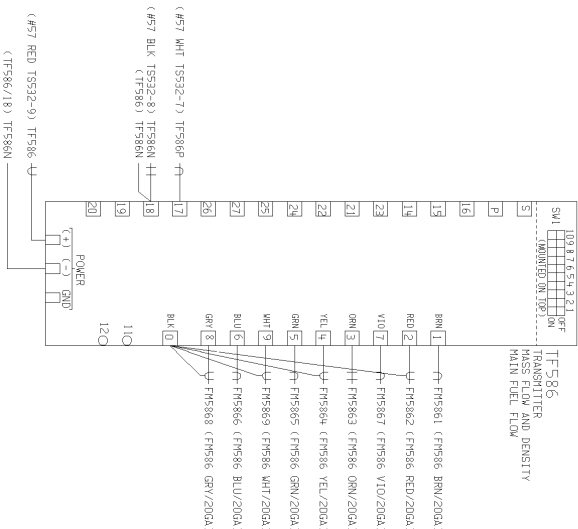 TF586
TRANSMITTER
MASS FLOW AND DENSITY
MAIN FUEL FLOW
SW1
10 9 8 7 6 5 4 3 2 1
OFF
ON
(MOUNTED ON TOP)
S
P
16
15
14
23
21
22
24
25
27
26
17
18
19
20
BRN 1
RED 2
VIO 7
ORN 3
YEL 4
GRN 5
WHT 9
BLU 6
GRY 8
BLK 0
11
12
POWER
(+)
(-)
GND
FM5861 (FM586 BRN/20GA.
FM5862 (FM586 RED/20GA.
FM5867 (FM586 VIO/20GA.
FM5863 (FM586 ORN/20GA.
FM5864 (FM586 YEL/20GA.
FM5865 (FM586 GRN/20GA.
FM5869 (FM586 WHT/20GA.
FM5866 (FM586 BLU/20GA.
FM5868 (FM586 GRY/20GA.
(#57 WHT TS532-7) TF586P
(#57 BLK TS532-8) TF586N
(TF586) TF586N
(#57 RED TS532-9) TF586
(TF586/18) TF586N